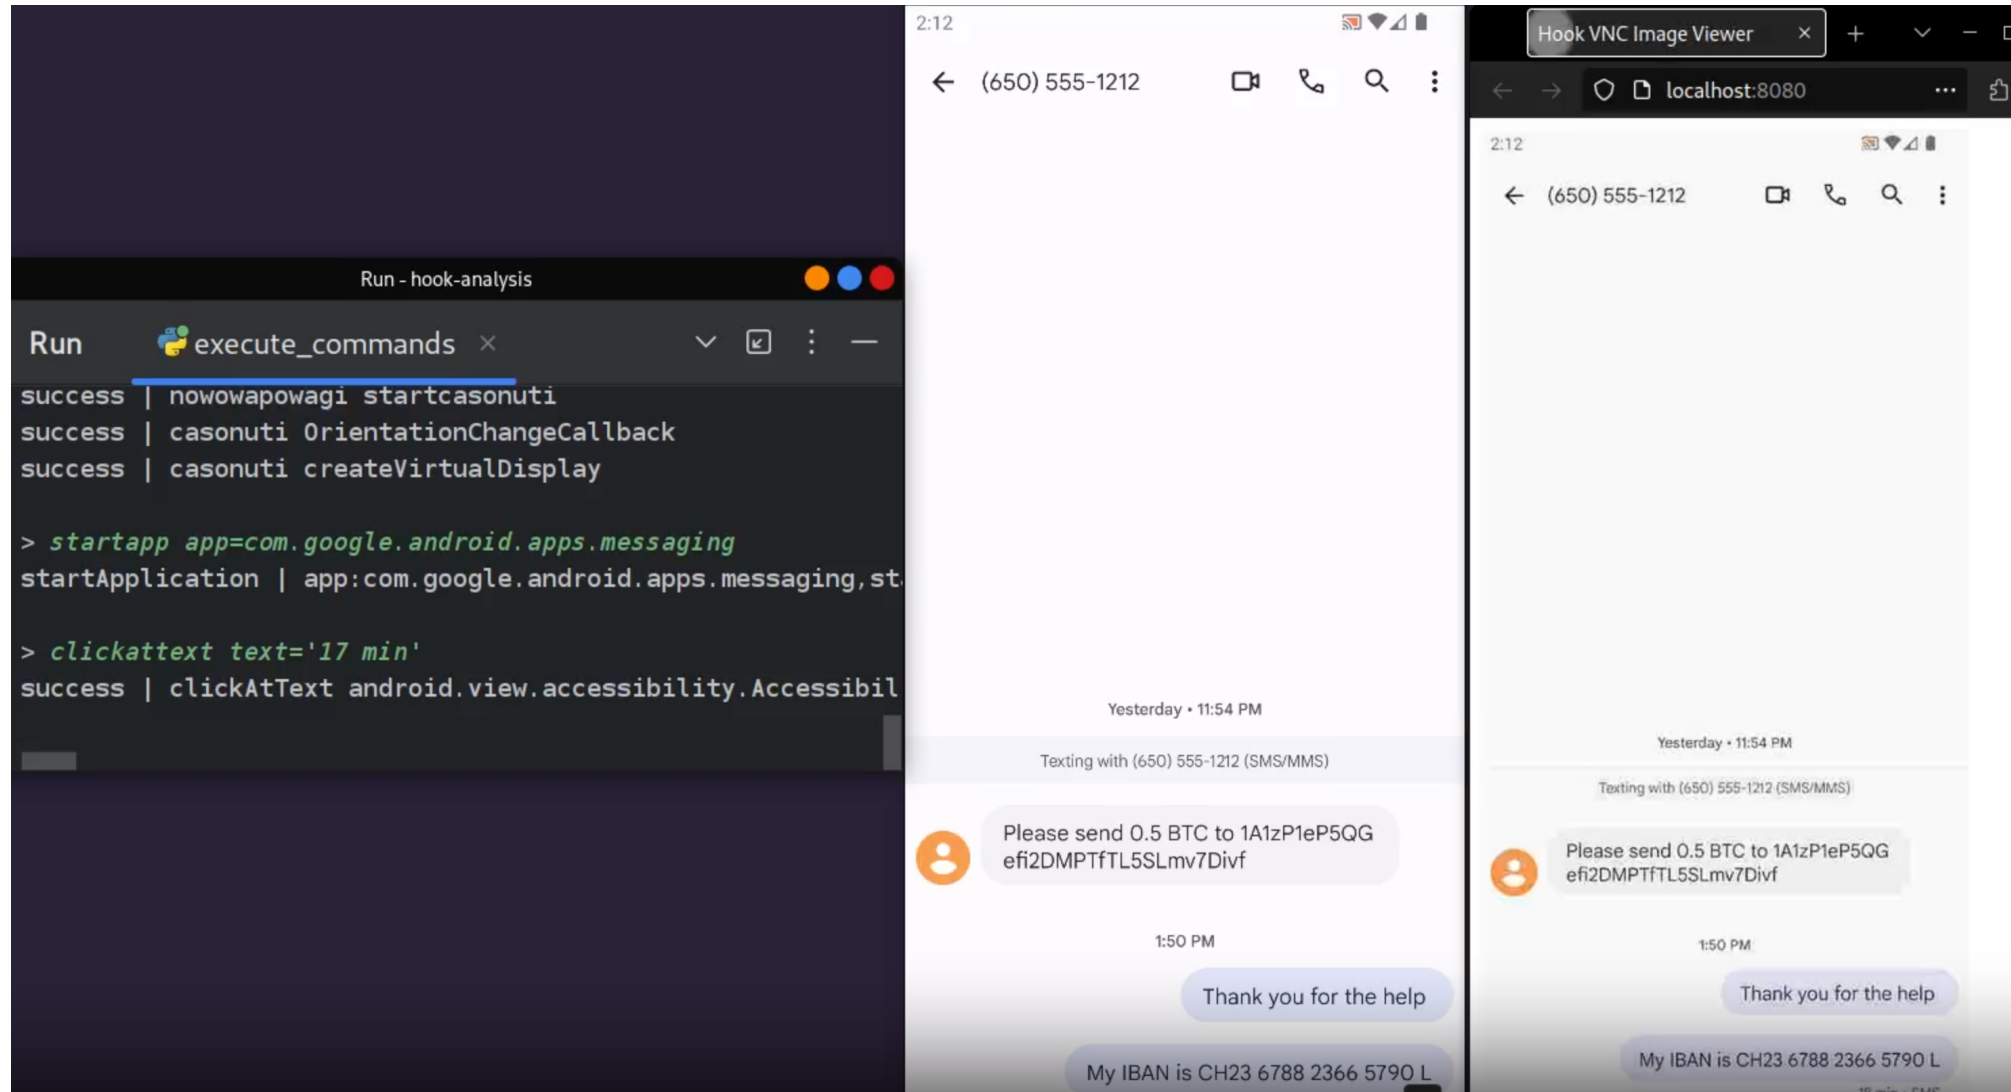 Run - hook-analysis
Run
execute_commands
success | nowowapowagi startcasonuti
success | casonuti OrientationChangeCallback
success | casonuti createVirtualDisplay
> startapp app=com.google.android.apps.messaging
startApplication | app:com.google.android.apps.messaging,st
> clickattext text='17 min'
success | clickAtText android.view.accessibility.Accessibil
2:12
(650) 555-1212
Yesterday • 11:54 PM
Texting with (650) 555-1212 (SMS/MMS)
Please send 0.5 BTC to 1A1zP1eP5QG
efi2DMPTfTL5SLmv7Divf
1:50 PM
Thank you for the help
My IBAN is CH23 6788 2366 5790 L
Hook VNC Image Viewer
localhost:8080
2:12
(650) 555-1212
Yesterday • 11:54 PM
Texting with (650) 555-1212 (SMS/MMS)
Please send 0.5 BTC to 1A1zP1eP5QG
efi2DMPTfTL5SLmv7Divf
1:50 PM
Thank you for the help
My IBAN is CH23 6788 2366 5790 L